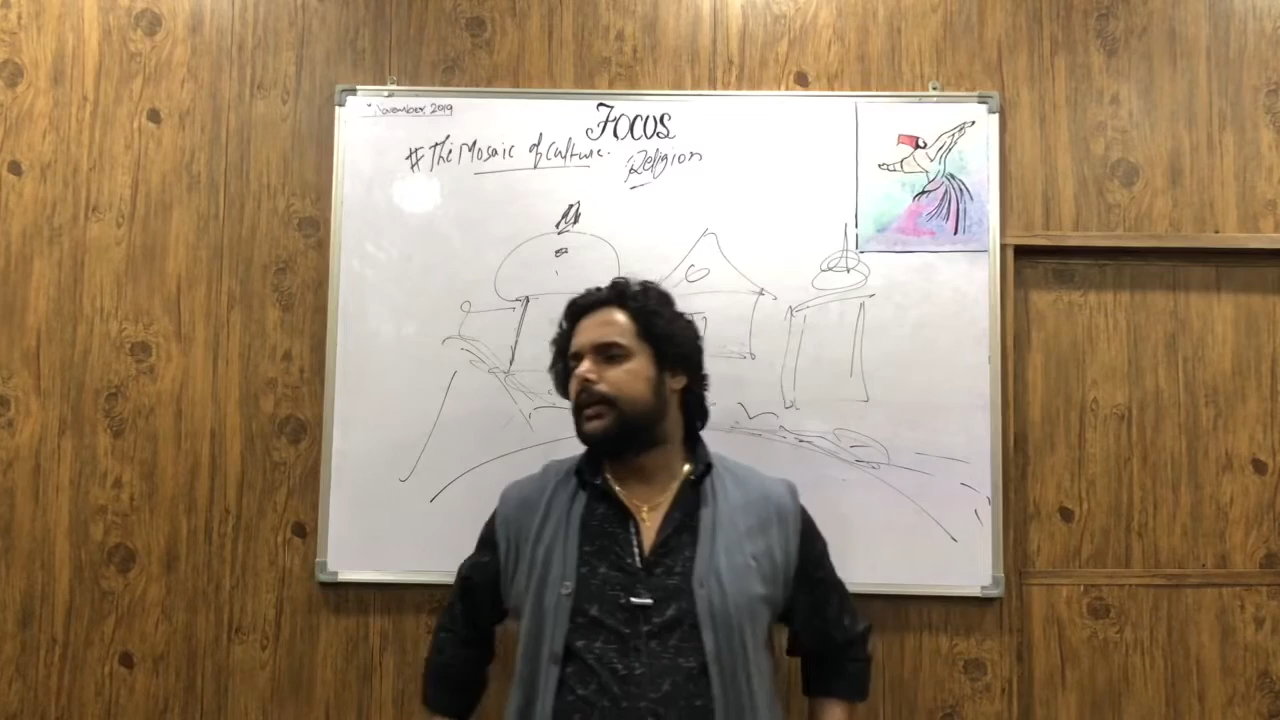 November, 2019
Focus
# The Mosaic of Culture. Religion